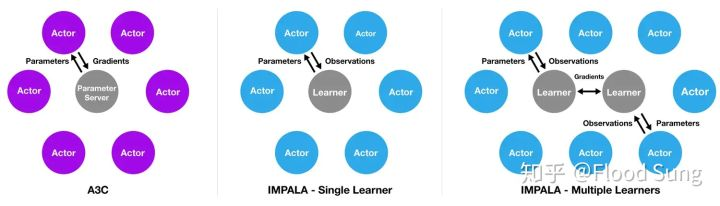 Actor
Actor
Parameters
Gradients
Actor
Parameter
Server
Actor
Actor
Actor
A3C
Actor
Actor
Parameters
Observations
Actor
Learner
Actor
Actor
Actor
IMPALA - Single Learner
Actor
Actor
Actor
Parameters
Observations
Gradients
Actor
Learner
Learner
Actor
Observations
Parameters
Actor
Actor
Actor
IMPALA - Multiple Learners
知乎 @Flood Sung